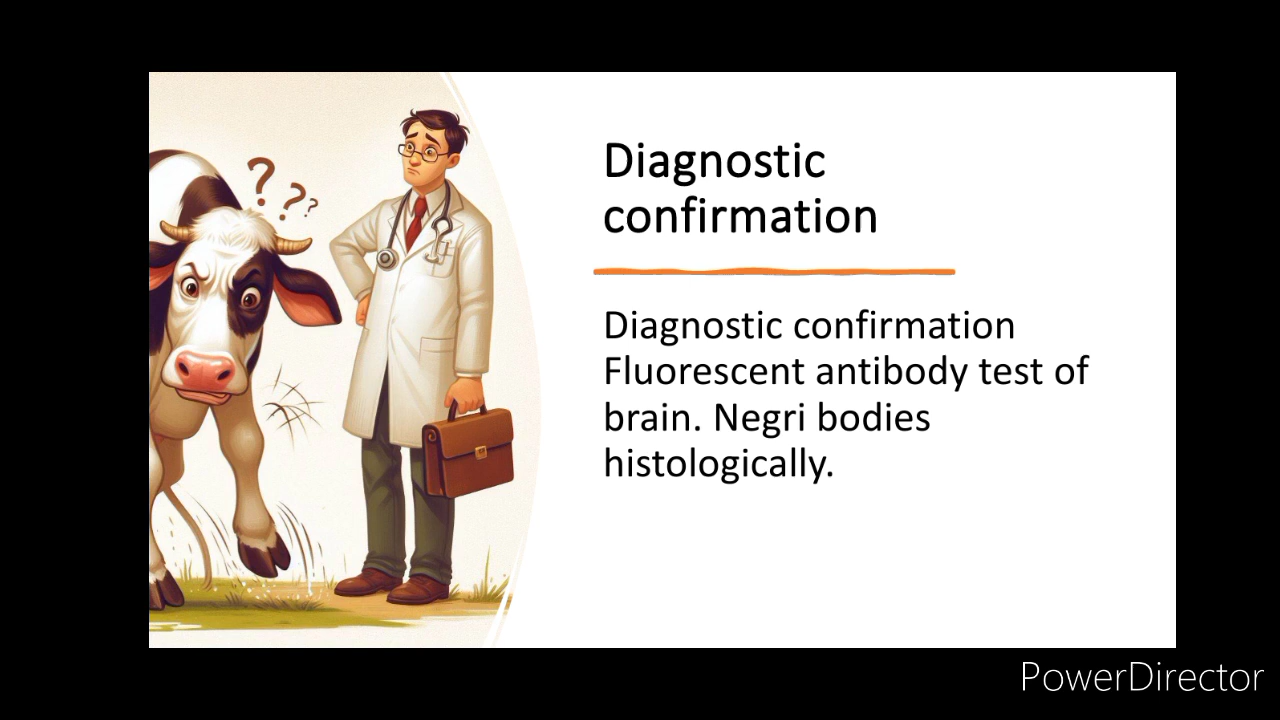 Diagnostic
confirmation
Diagnostic confirmation
Fluorescent antibody test of
brain. Negri bodies
histologically.
? ? ?
PowerDirector